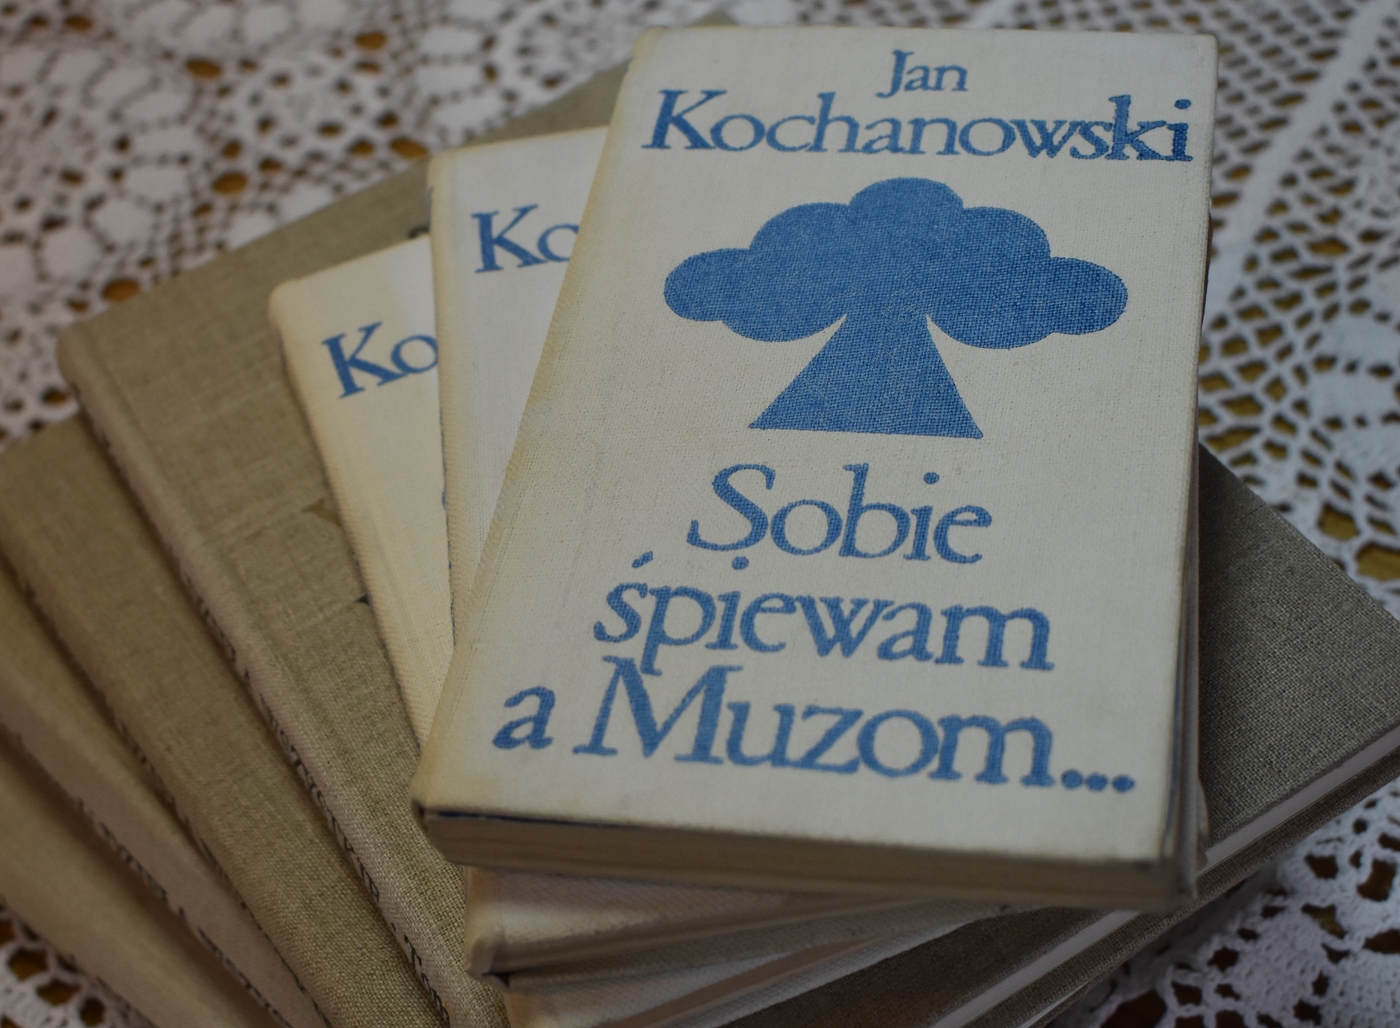 Jan
Kochanowski
Sobie
śpiewam
a Muzom...
Ko
Ko